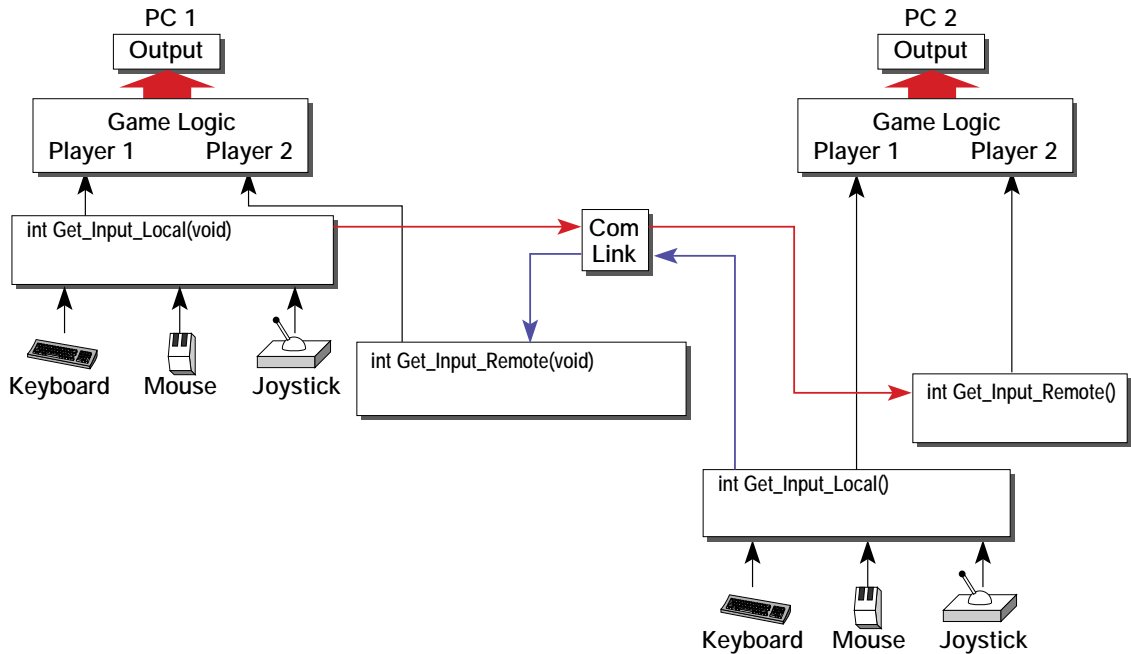 PC 1
Output
Game Logic
Player 1 Player 2
int Get_Input_Local(void)
Keyboard Mouse Joystick
int Get_Input_Remote(void)
Com
Link
PC 2
Output
Game Logic
Player 1 Player 2
int Get_Input_Remote()
int Get_Input_Local()
Keyboard Mouse Joystick